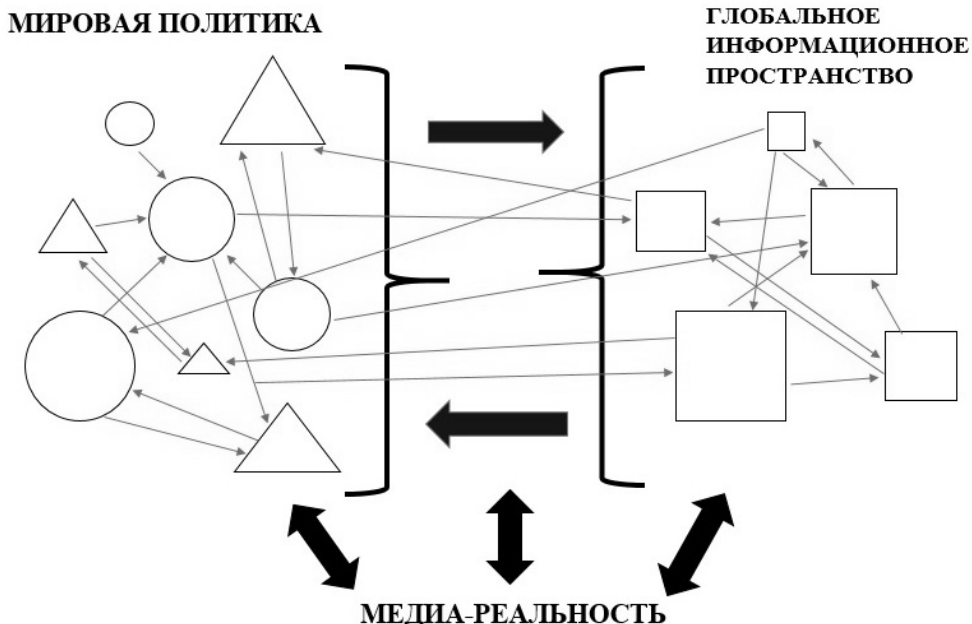 МИРОВАЯ ПОЛИТИКА
ГЛОБАЛЬНОЕ
ИНФОРМАЦИОННОЕ
ПРОСТРАНСТВО
МЕДИА-РЕАЛЬНОСТЬ